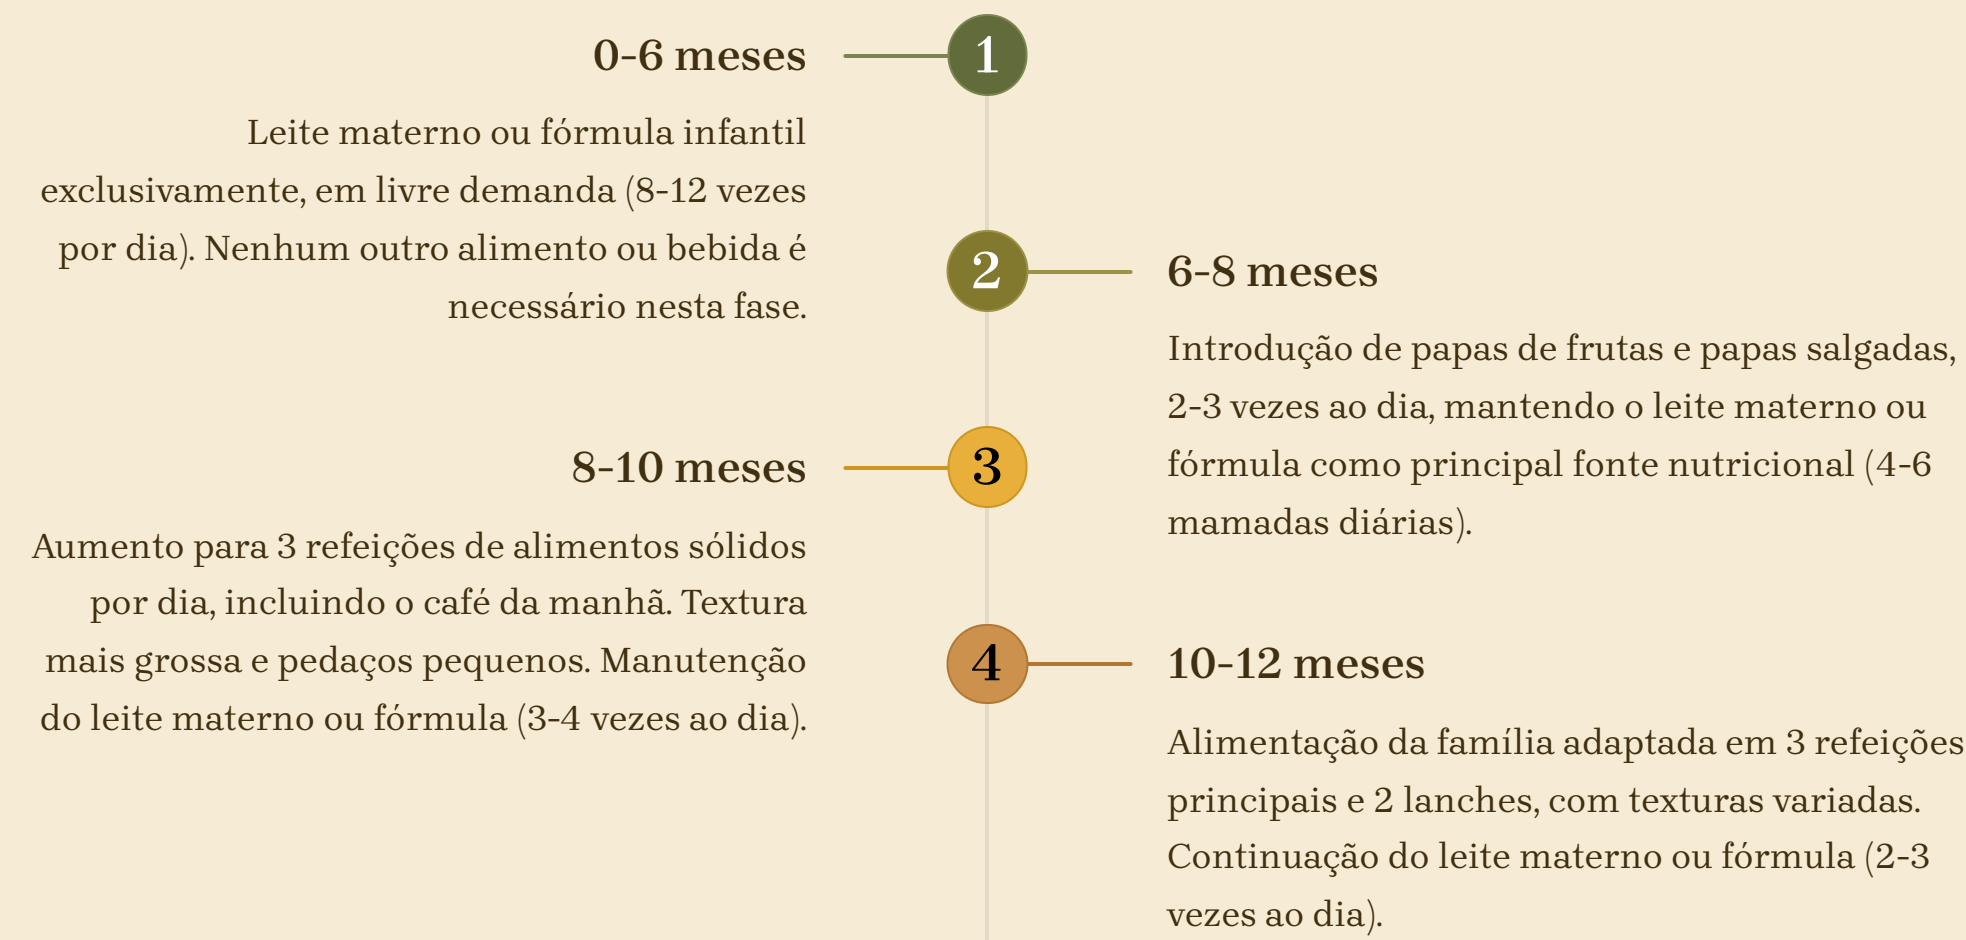 0-6 meses
1
Leite materno ou fórmula infantil
exclusivamente, em livre demanda (8-12 vezes
por dia). Nenhum outro alimento ou bebida é
necessário nesta fase.
2
6-8 meses
Introdução de papas de frutas e papas salgadas,
2-3 vezes ao dia, mantendo o leite materno ou
fórmula como principal fonte nutricional (4-6
mamadas diárias).
8-10 meses
3
Aumento para 3 refeições de alimentos sólidos
por dia, incluindo o café da manhã. Textura
mais grossa e pedaços pequenos. Manutenção
do leite materno ou fórmula (3-4 vezes ao dia).
4
10-12 meses
Alimentação da família adaptada em 3 refeições
principais e 2 lanches, com texturas variadas.
Continuação do leite materno ou fórmula (2-3
vezes ao dia).